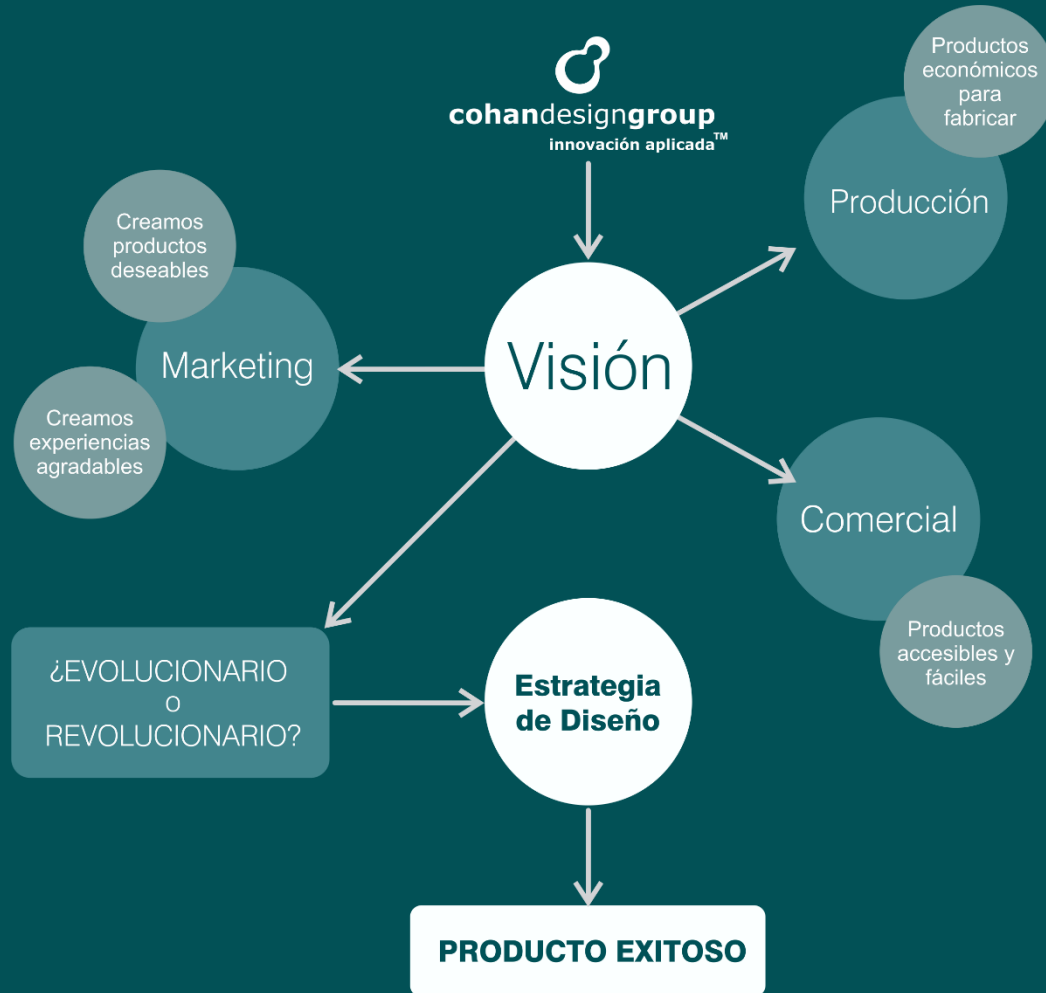 cohandesigngroup
innovación aplicada™
Productos
económicos
para
fabricar
Producción
Creamos
productos
deseables
Marketing
Creamos
experiencias
agradables
Visión
Comercial
Productos
accesibles y
fáciles
¿EVOLUCIONARIO
O
REVOLUCIONARIO?
Estrategia
de Diseño
PRODUCTO EXITOSO